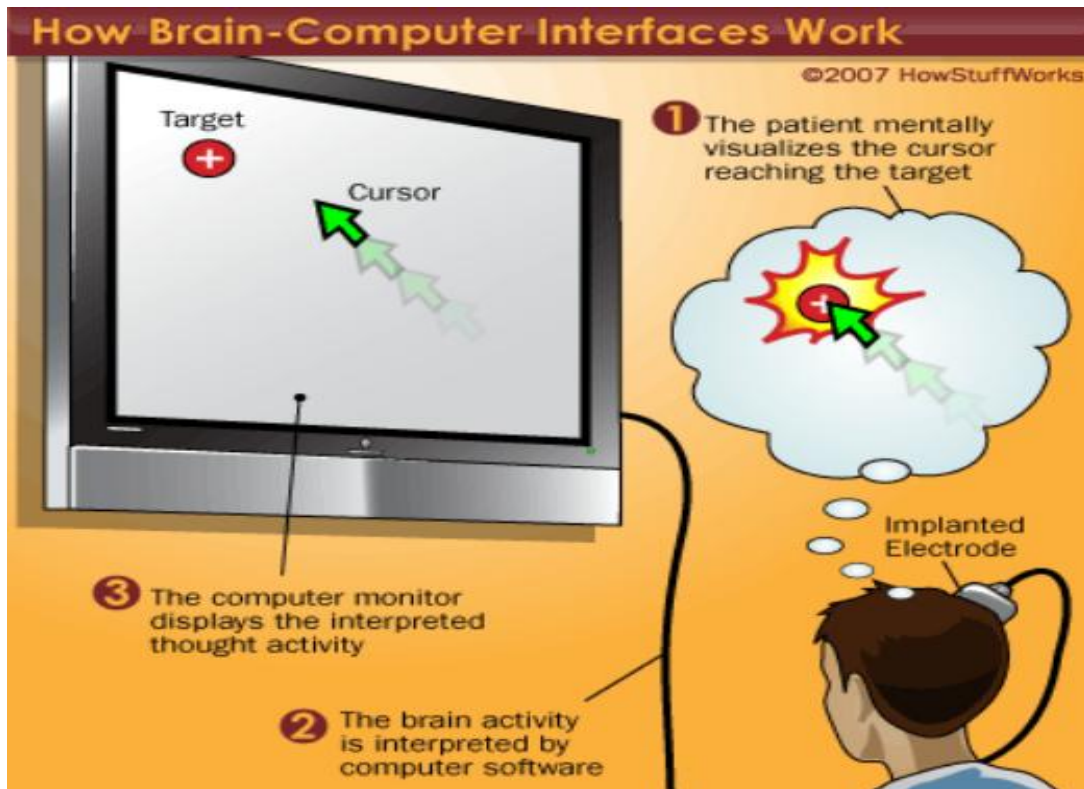 How Brain-Computer Interfaces Work
©2007 HowStuffWorks
Target
Cursor
1 The patient mentally
visualizes the cursor
reaching the target
Implanted
Electrode
3 The computer monitor
displays the interpreted
thought activity
2 The brain activity
is interpreted by
computer software